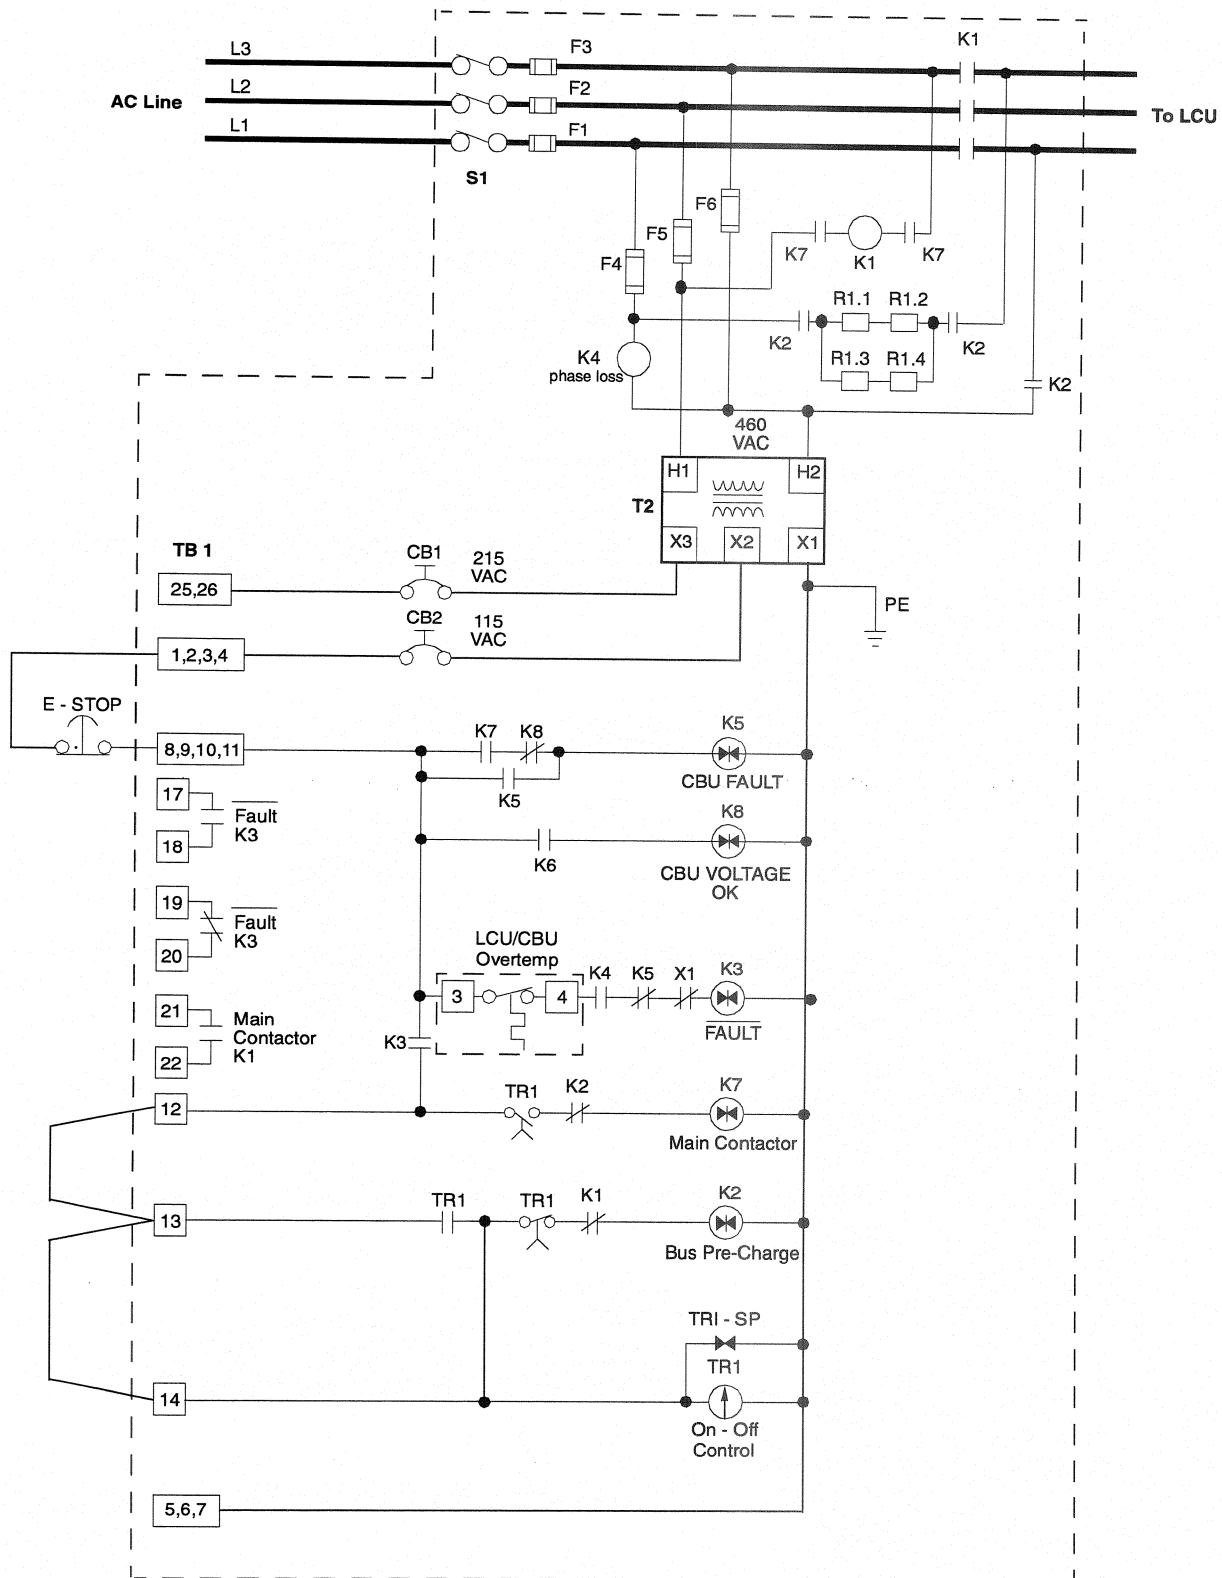 L3
F3
K1
AC Line
L2
F2
To LCU
L1
F1
S1
F6
F5
F4
K7
K1
K7
R1.1
R1.2
K2
K2
K4
phase loss
R1.3
R1.4
K2
460
VAC
H1
H2
T2
X3
X2
X1
TB 1
CB1
215
VAC
25,26
PE
CB2
115
VAC
1,2,3,4
E - STOP
8,9,10,11
K7
K8
K5
K5
CBU FAULT
17
Fault
K3
18
K6
K8
CBU VOLTAGE
OK
19
Fault
K3
20
LCU/CBU
Overtemp
3
4
K4
K5
X1
K3
FAULT
21
Main
Contactor
K1
22
K3
12
TR1
K2
K7
Main Contactor
13
TR1
TR1
K1
K2
Bus Pre-Charge
TRI - SP
TR1
14
On - Off
Control
5,6,7